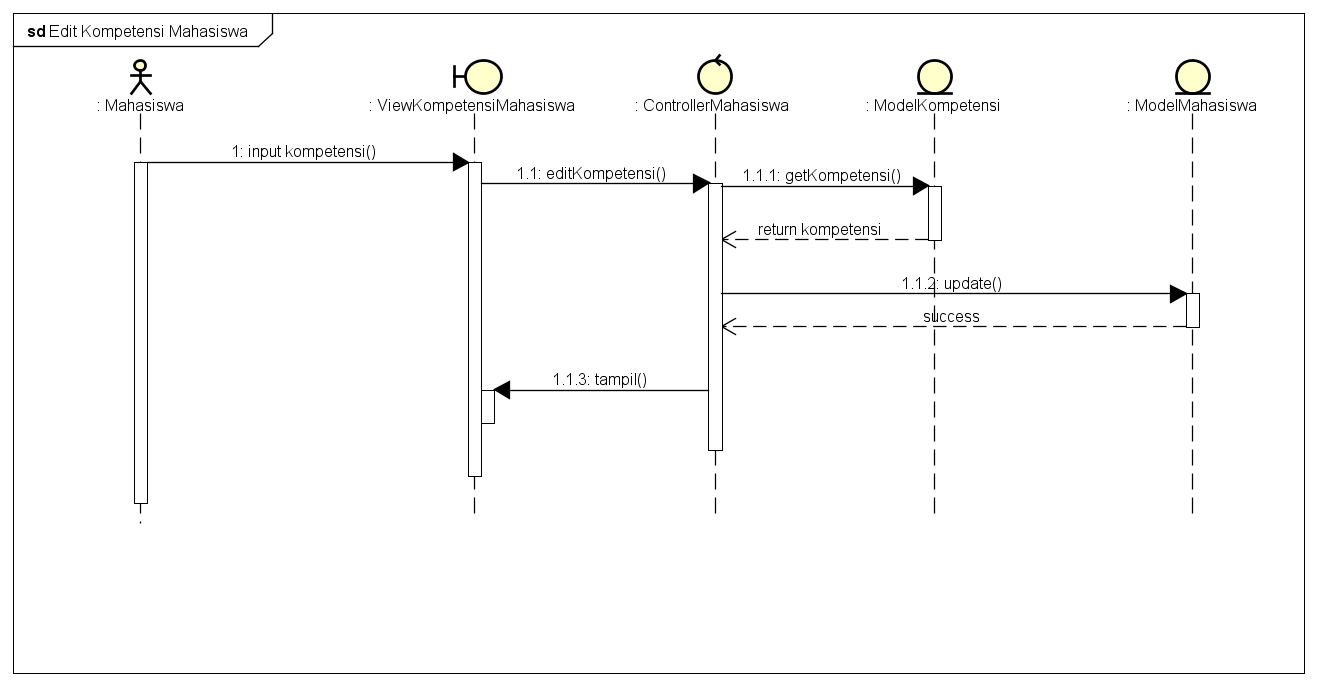 sd Edit Kompetensi Mahasiswa
: Mahasiswa
: ViewKompetensiMahasiswa
: ControllerMahasiswa
: ModelKompetensi
: ModelMahasiswa
1: input kompetensi()
1.1: editKompetensi()
1.1.1: getKompetensi()
return kompetensi
1.1.2: update()
success
1.1.3: tampil()